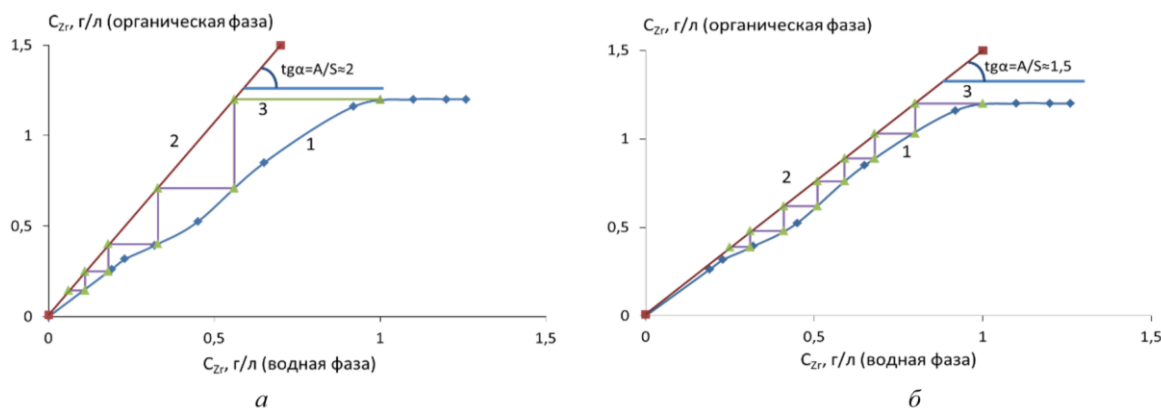 C_Zr, г/л (органическая фаза)
1,5
tgα=A/S≈2
3
1
2
1
0,5
0
0
0,5
1
1,5
C_Zr, г/л (водная фаза)
а
C_Zr, г/л (органическая фаза)
1,5
tgα=A/S≈1,5
3
1
1
2
0,5
0
0
0,5
1
1,5
C_Zr, г/л (водная фаза)
б